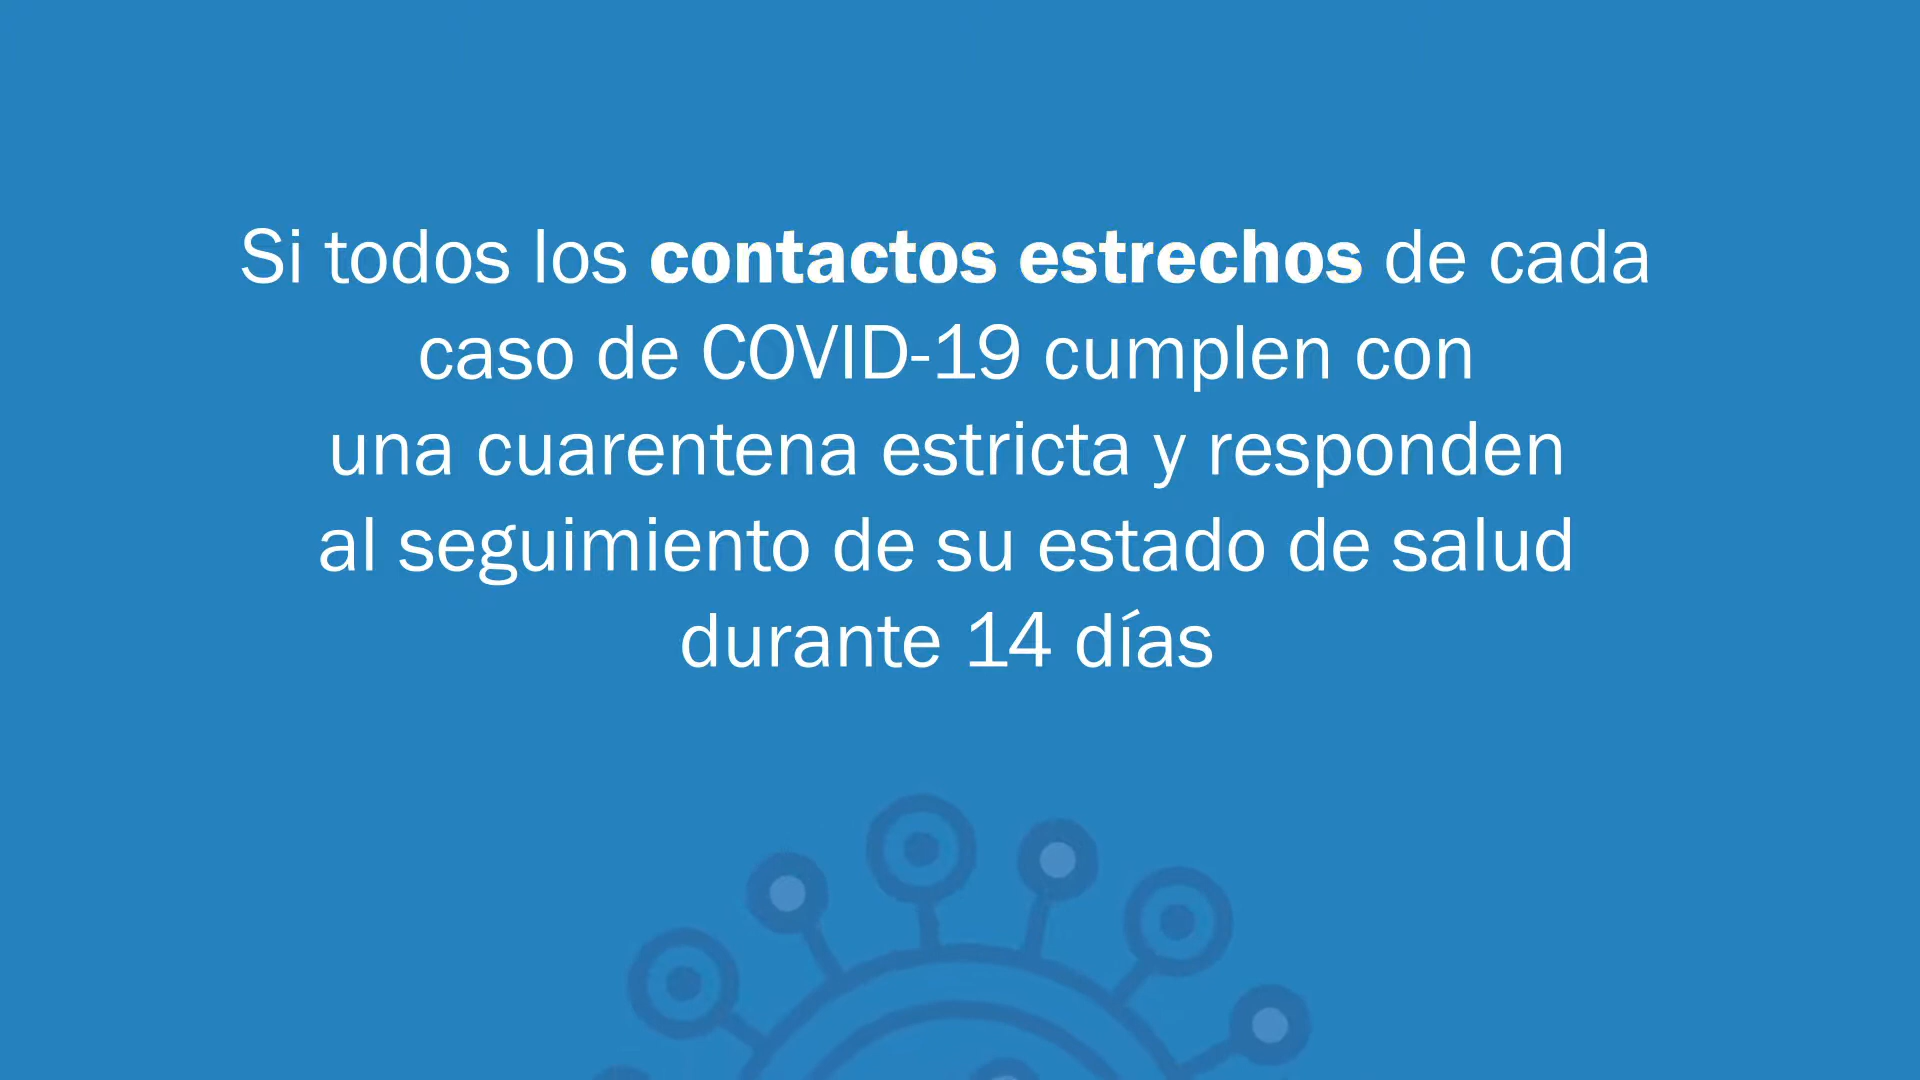 Si todos los contactos estrechos de cada
caso de COVID-19 cumplen con
una cuarentena estricta y responden
al seguimiento de su estado de salud
durante 14 días